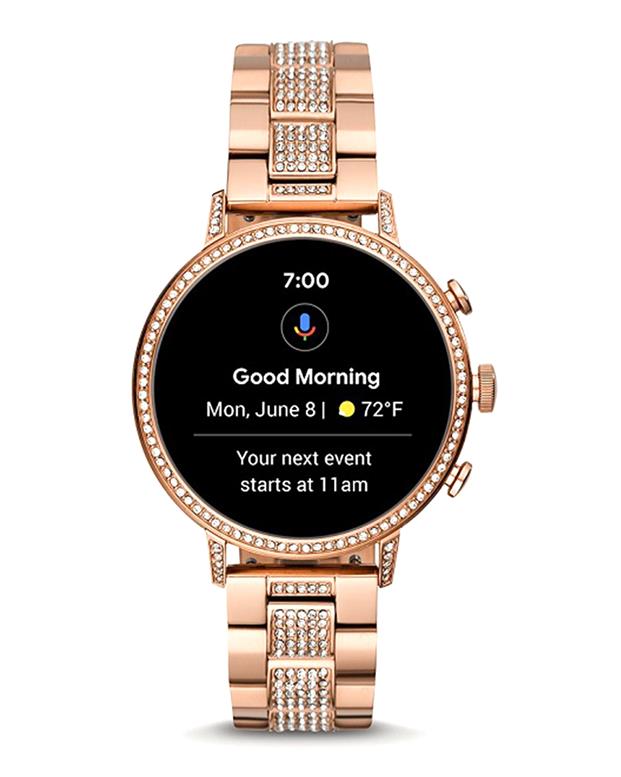 7:00
Good Morning
Mon, June 8 | 72°F
Your next event
starts at 11am